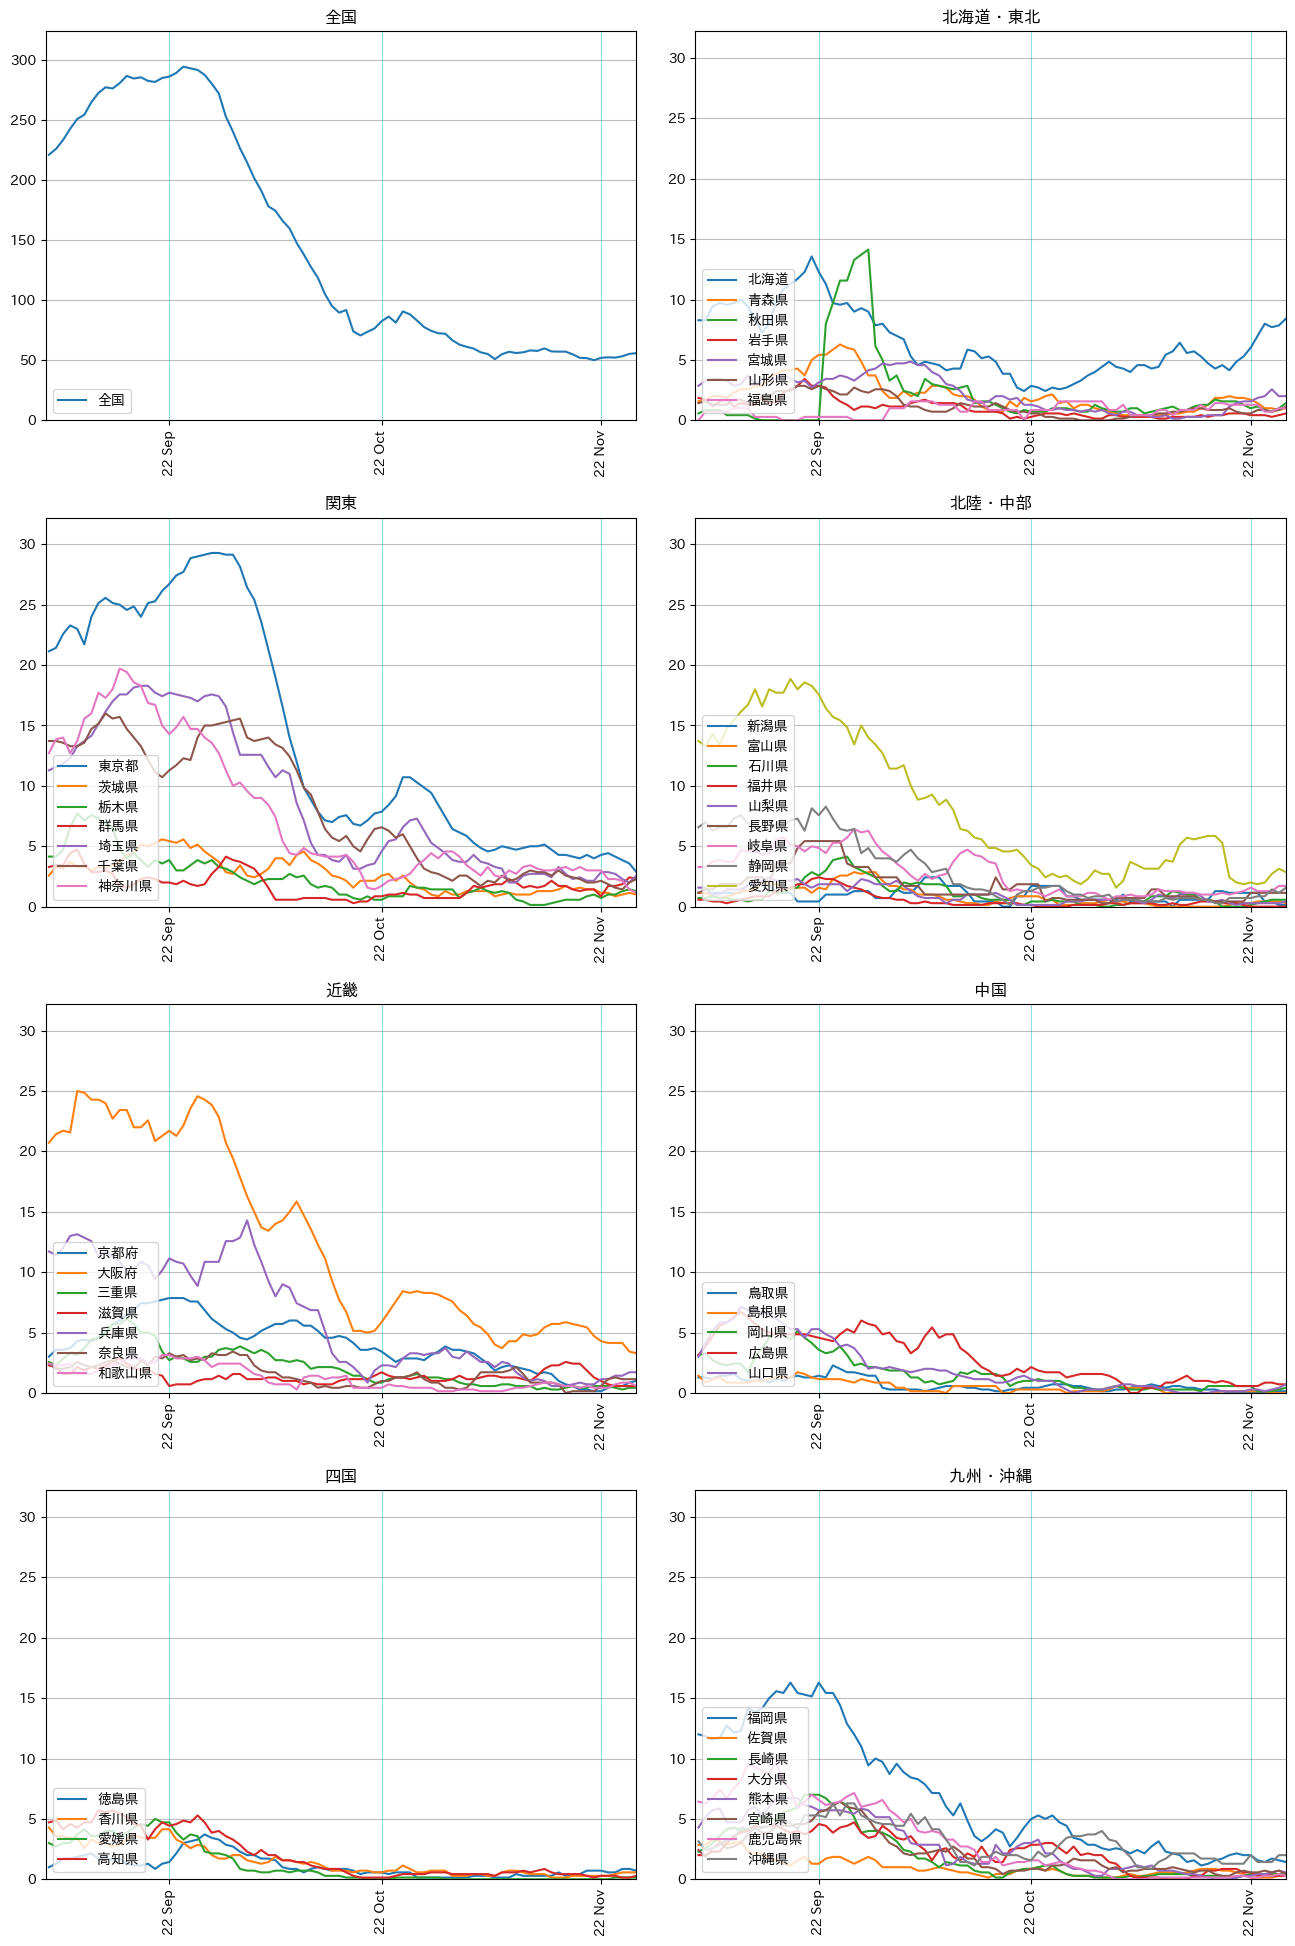 全国
300
250
200
150
100
50
0
全国
22 Sep
22 Oct
22 Nov
北海道・東北
30
25
20
15
10
5
0
北海道
青森県
秋田県
岩手県
宮城県
山形県
福島県
22 Sep
22 Oct
22 Nov
関東
30
25
20
15
10
5
0
東京都
茨城県
栃木県
群馬県
埼玉県
千葉県
神奈川県
22 Sep
22 Oct
22 Nov
北陸・中部
30
25
20
15
10
5
0
新潟県
富山県
石川県
福井県
山梨県
長野県
岐阜県
静岡県
愛知県
22 Sep
22 Oct
22 Nov
近畿
30
25
20
15
10
5
0
京都府
大阪府
三重県
滋賀県
兵庫県
奈良県
和歌山県
22 Sep
22 Oct
22 Nov
中国
30
25
20
15
10
5
0
鳥取県
島根県
岡山県
広島県
山口県
22 Sep
22 Oct
22 Nov
四国
30
25
20
15
10
5
0
徳島県
香川県
愛媛県
高知県
22 Sep
22 Oct
22 Nov
九州・沖縄
30
25
20
15
10
5
0
福岡県
佐賀県
長崎県
大分県
熊本県
宮崎県
鹿児島県
沖縄県
22 Sep
22 Oct
22 Nov